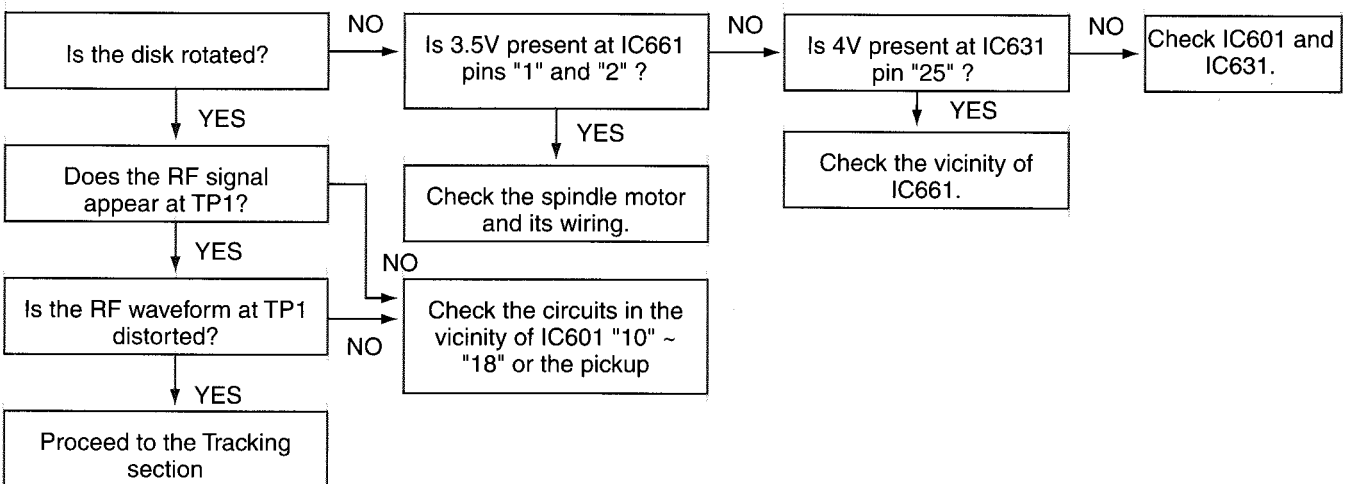 Is the disk rotated?
NO
Is 3.5V present at IC661
pins "1" and "2" ?
NO
Is 4V present at IC631
pin "25" ?
NO
Check IC601 and
IC631.
YES
YES
YES
Does the RF signal
appear at TP1?
Check the spindle motor
and its wiring.
Check the vicinity of
IC661.
YES
NO
Is the RF waveform at TP1
distorted?
NO
Check the circuits in the
vicinity of IC601 "10" ~
"18" or the pickup
YES
Proceed to the Tracking
section